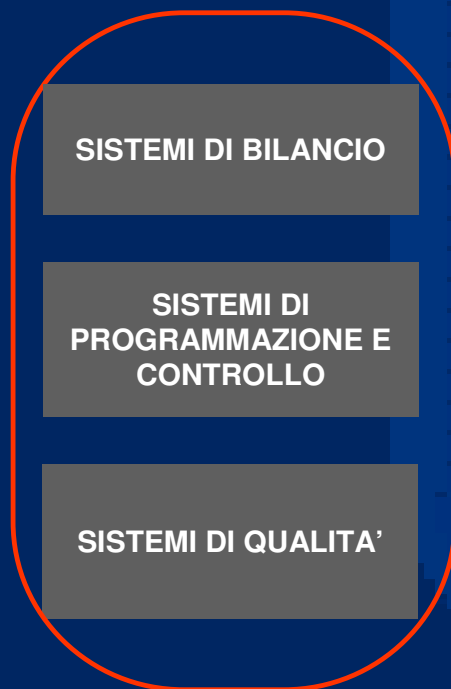 SISTEMI DI BILANCIO
SISTEMI DI
PROGRAMMAZIONE E
CONTROLLO
SISTEMI DI QUALITA’